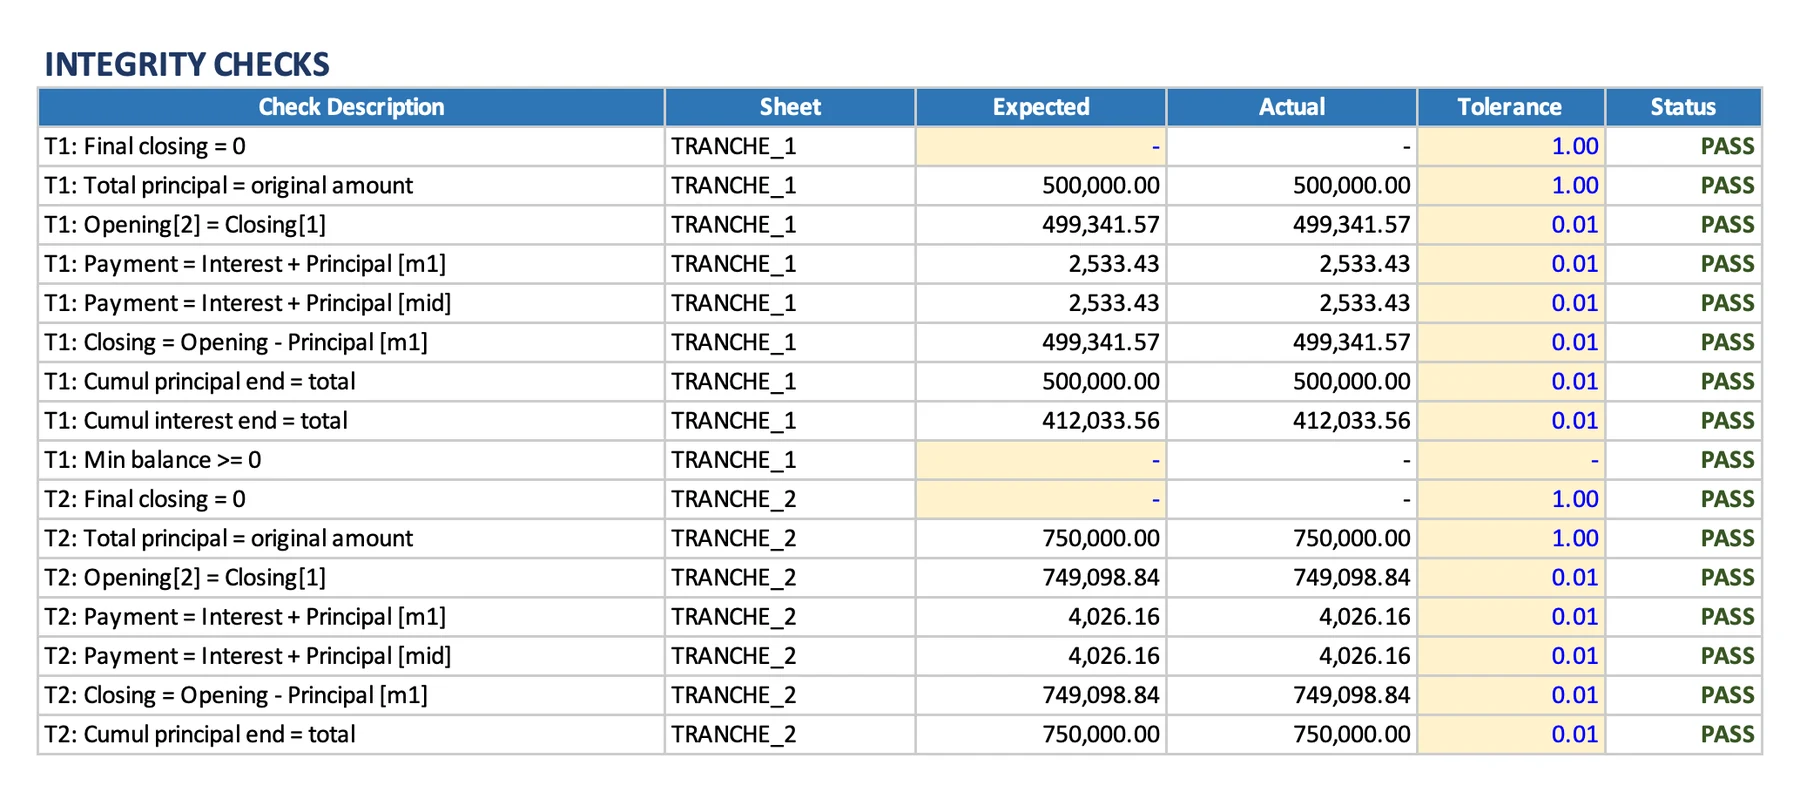 INTEGRITY CHECKS
Check Description Sheet Expected Actual Tolerance Status
T1: Final closing = 0 TRANCHE_1 - - 1.00 PASS
T1: Total principal = original amount TRANCHE_1 500,000.00 500,000.00 1.00 PASS
T1: Opening[2] = Closing[1] TRANCHE_1 499,341.57 499,341.57 0.01 PASS
T1: Payment = Interest + Principal [m1] TRANCHE_1 2,533.43 2,533.43 0.01 PASS
T1: Payment = Interest + Principal [mid] TRANCHE_1 2,533.43 2,533.43 0.01 PASS
T1: Closing = Opening - Principal [m1] TRANCHE_1 499,341.57 499,341.57 0.01 PASS
T1: Cumul principal end = total TRANCHE_1 500,000.00 500,000.00 0.01 PASS
T1: Cumul interest end = total TRANCHE_1 412,033.56 412,033.56 0.01 PASS
T1: Min balance >= 0 TRANCHE_1 - - - PASS
T2: Final closing = 0 TRANCHE_2 - - 1.00 PASS
T2: Total principal = original amount TRANCHE_2 750,000.00 750,000.00 1.00 PASS
T2: Opening[2] = Closing[1] TRANCHE_2 749,098.84 749,098.84 0.01 PASS
T2: Payment = Interest + Principal [m1] TRANCHE_2 4,026.16 4,026.16 0.01 PASS
T2: Payment = Interest + Principal [mid] TRANCHE_2 4,026.16 4,026.16 0.01 PASS
T2: Closing = Opening - Principal [m1] TRANCHE_2 749,098.84 749,098.84 0.01 PASS
T2: Cumul principal end = total TRANCHE_2 750,000.00 750,000.00 0.01 PASS